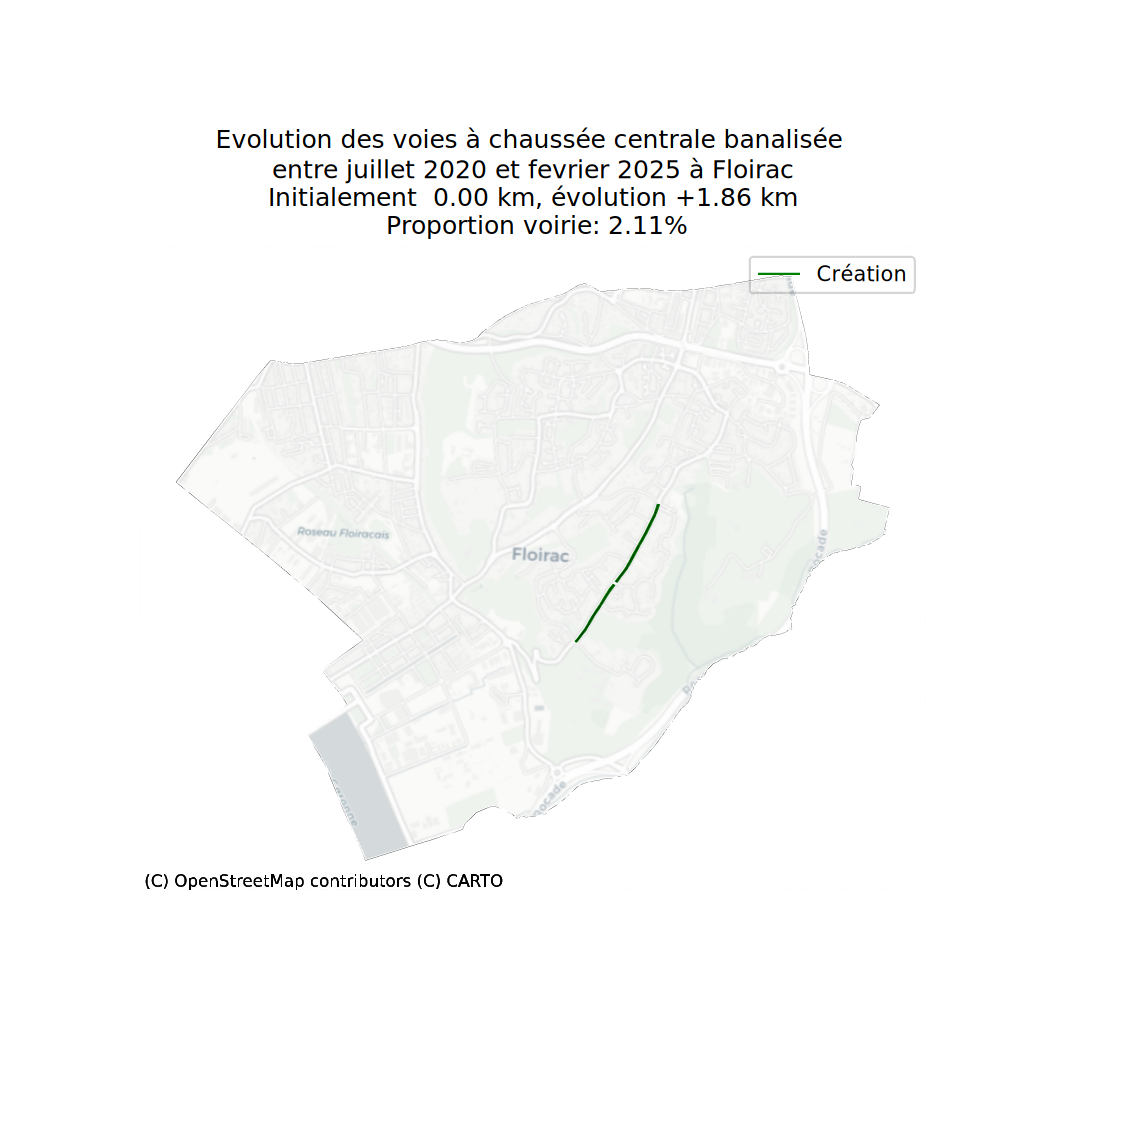 Evolution des voies à chaussée centrale banalisée
entre juillet 2020 et fevrier 2025 à Floirac
Initialement  0.00 km, évolution +1.86 km
Proportion voirie: 2.11%
Création
Roseau Floiracais
Floirac
ocade
Rocade
Garonne
(C) OpenStreetMap contributors (C) CARTO